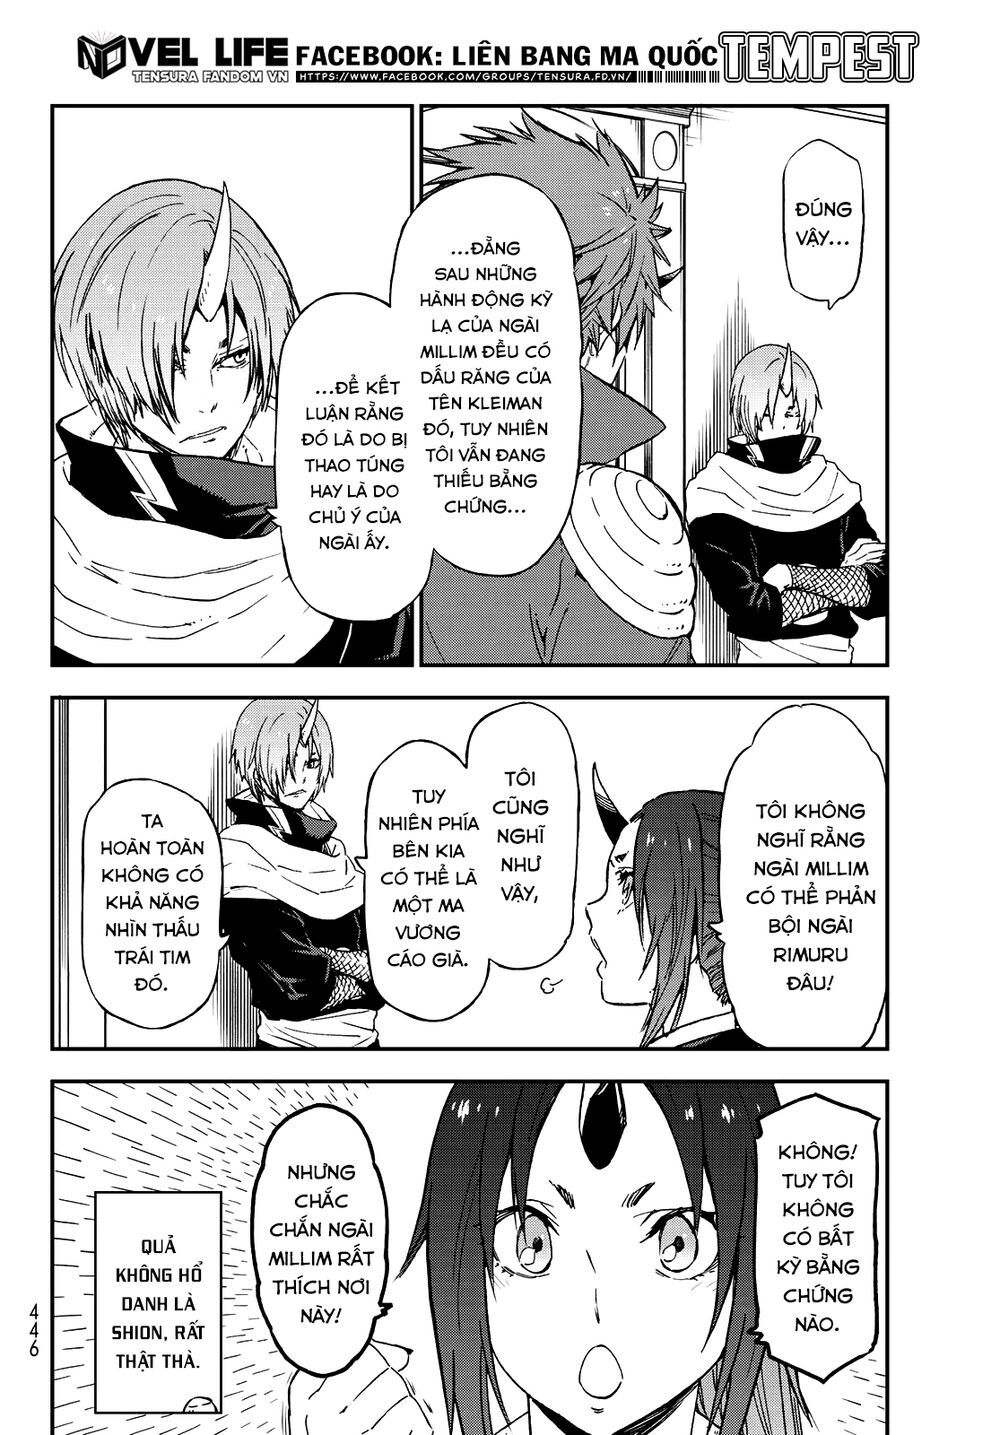 NOVEL LIFE
TENSURA FANDOM VN
FACEBOOK: LIÊN BANG MA QUỐC
HTTPS://WWW.FACEBOOK.COM/GROUPS/TENSURA.FD.VN/
TEMPEST
ĐÚNG
VẬY...
...ĐẰNG
SAU NHỮNG
HÀNH ĐỘNG KỲ
LẠ CỦA NGÀI
MILLIM ĐỀU CÓ
DẤU RĂNG CỦA
TÊN KLEIMAN
ĐÓ, TUY NHIÊN
TÔI VẪN ĐANG
THIẾU BẰNG
CHỨNG...
...ĐỂ KẾT
LUẬN RẰNG
ĐÓ LÀ DO BỊ
THAO TÚNG
HAY LÀ DO
CHỦ Ý CỦA
NGÀI ẤY.
TÔI KHÔNG
NGHĨ RẰNG
NGÀI MILLIM
CÓ THỂ PHẢN
BỘI NGÀI
RIMURU
ĐÂU!
TÔI
CŨNG
NGHĨ
NHƯ
VẬY,
TUY
NHIÊN PHÍA
BÊN KIA
CÓ THỂ LÀ
MỘT MA
VƯƠNG
CÁO GIÀ.
TA
HOÀN TOÀN
KHÔNG CÓ
KHẢ NĂNG
NHÌN THẤU
TRÁI TIM
ĐÓ.
KHÔNG!
TUY TÔI
KHÔNG
CÓ BẤT
KỲ BẰNG
CHỨNG
NÀO.
NHƯNG
CHẮC
CHẮN NGÀI
MILLIM RẤT
THÍCH NƠI
NÀY!
QUẢ
KHÔNG HỔ
DANH LÀ
SHION, RẤT
THẬT THÀ.
446